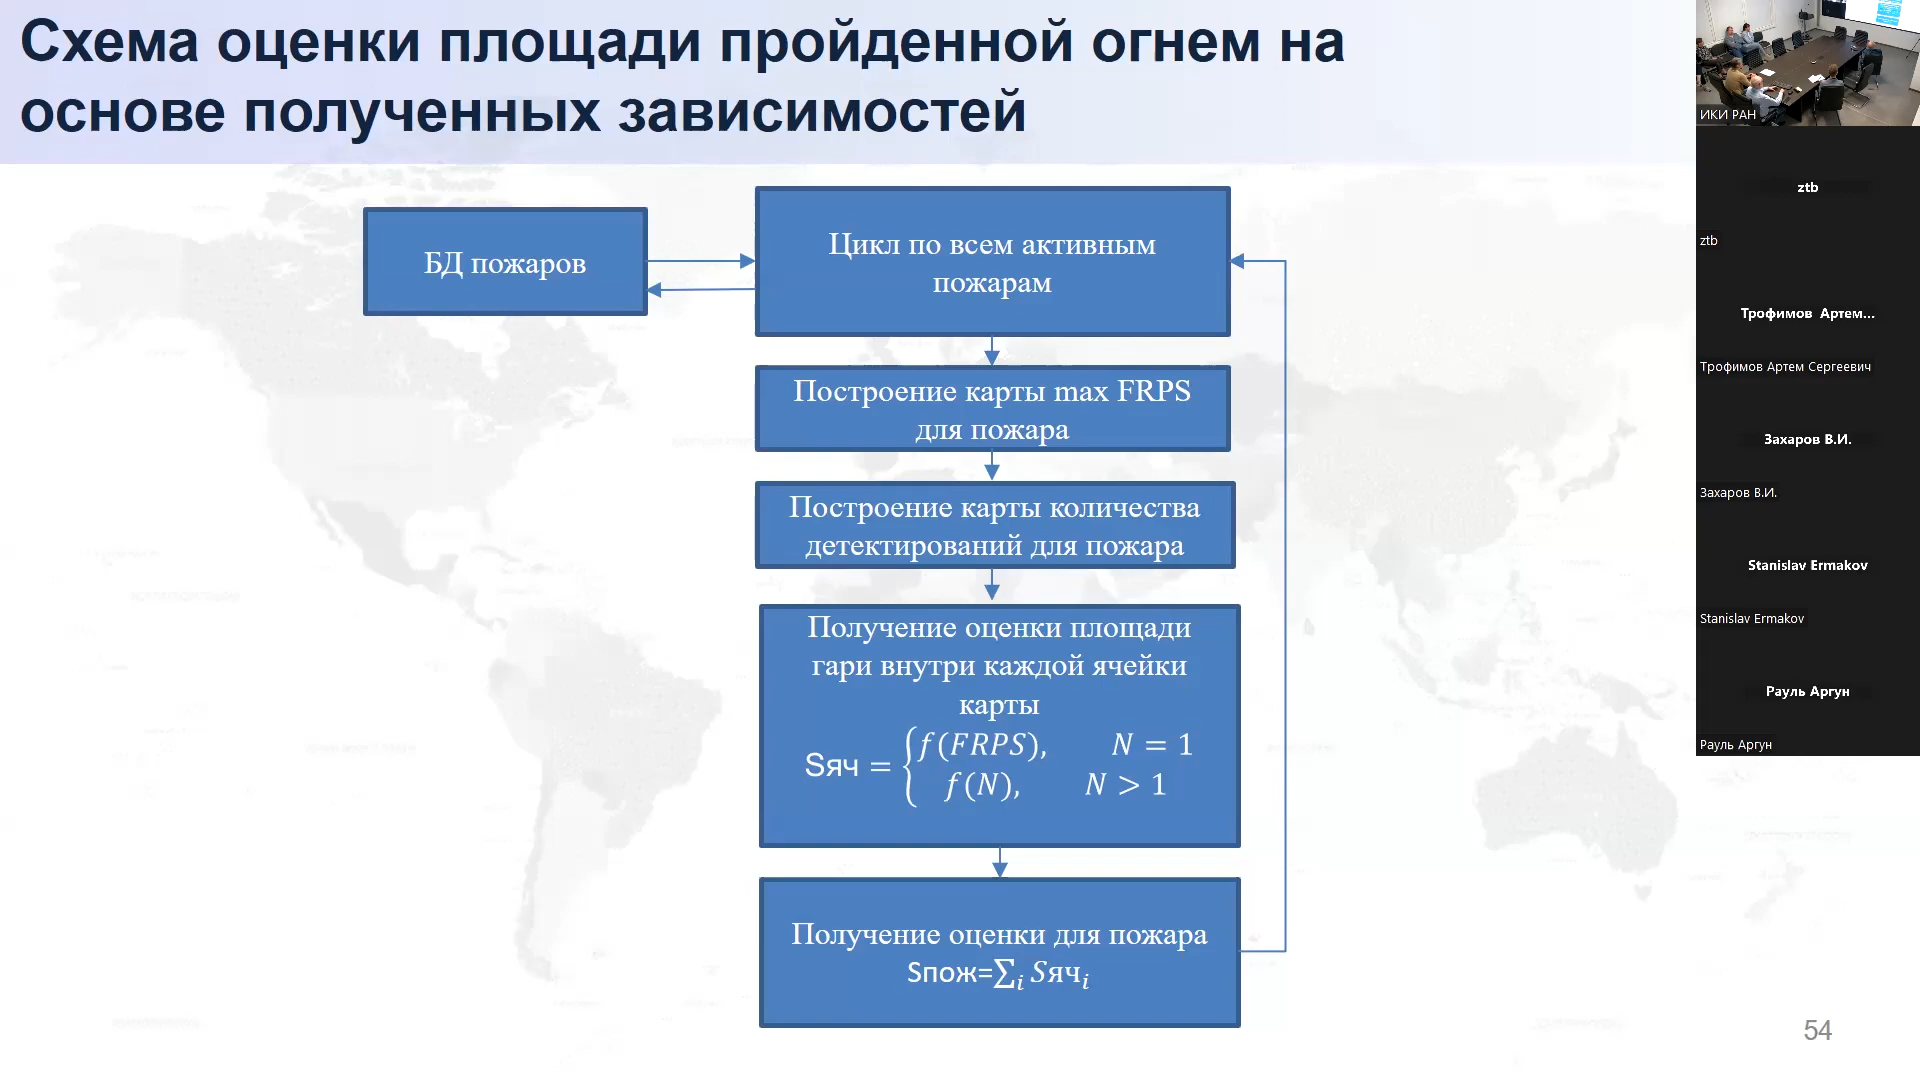 Схема оценки площади пройденной огнем на
основе полученных зависимостей
БД пожаров
Цикл по всем активным
пожарам
Построение карты max FRPS
для пожара
Построение карты количества
детектирований для пожара
Получение оценки площади
гари внутри каждой ячейки
карты
Sяч = { f(FRPS), N = 1
f(N), N > 1
Получение оценки для пожара
Sпож=∑i Sячi
54
ИКИ РАН
ztb
ztb
Трофимов Артем...
Трофимов Артем Сергеевич
Захаров В.И.
Захаров В.И.
Stanislav Ermakov
Stanislav Ermakov
Рауль Аргун
Рауль Аргун